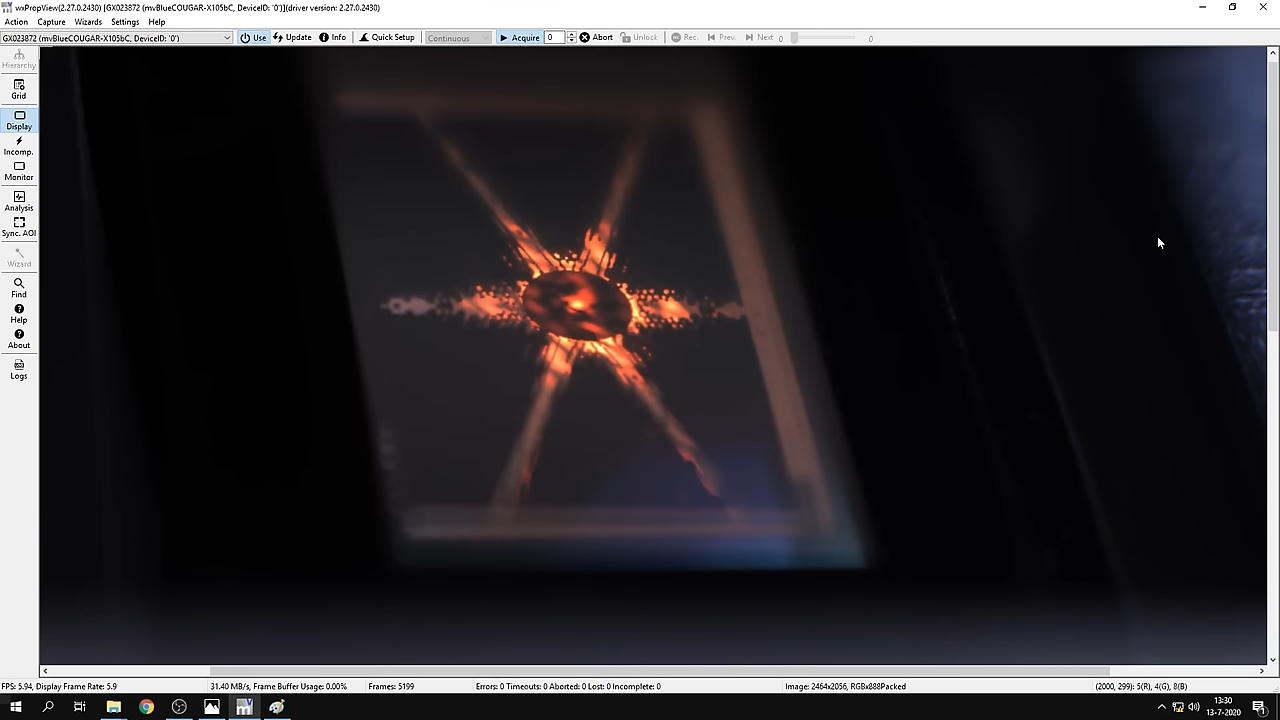 wxPropView(2.27.0.2430) [GX023872 (mvBlueCOUGAR-X105bC, DeviceID: '0')](driver version: 2.27.0.2430)
Action Capture Wizards Settings Help
GX023872 (mvBlueCOUGAR-X105bC, DeviceID: '0') Use Update Info Quick Setup Continuous Acquire 0 Abort Unlock Rec. Prev. Next 0 0
Hierarchy
Grid
Display
Incomp.
Monitor
Analysis
Sync. AOI
Wizard
Find
Help
About
Logs
FPS: 5.94, Display Frame Rate: 5.9 31.40 MB/s, Frame Buffer Usage: 0.00% Frames: 5199 Errors: 0 Timeouts: 0 Aborted: 0 Lost: 0 Incomplete: 0 Image: 2464x2056, RGBx888Packed (2000, 299): 5(R), 4(G), 8(B)
13:30
13-7-2020